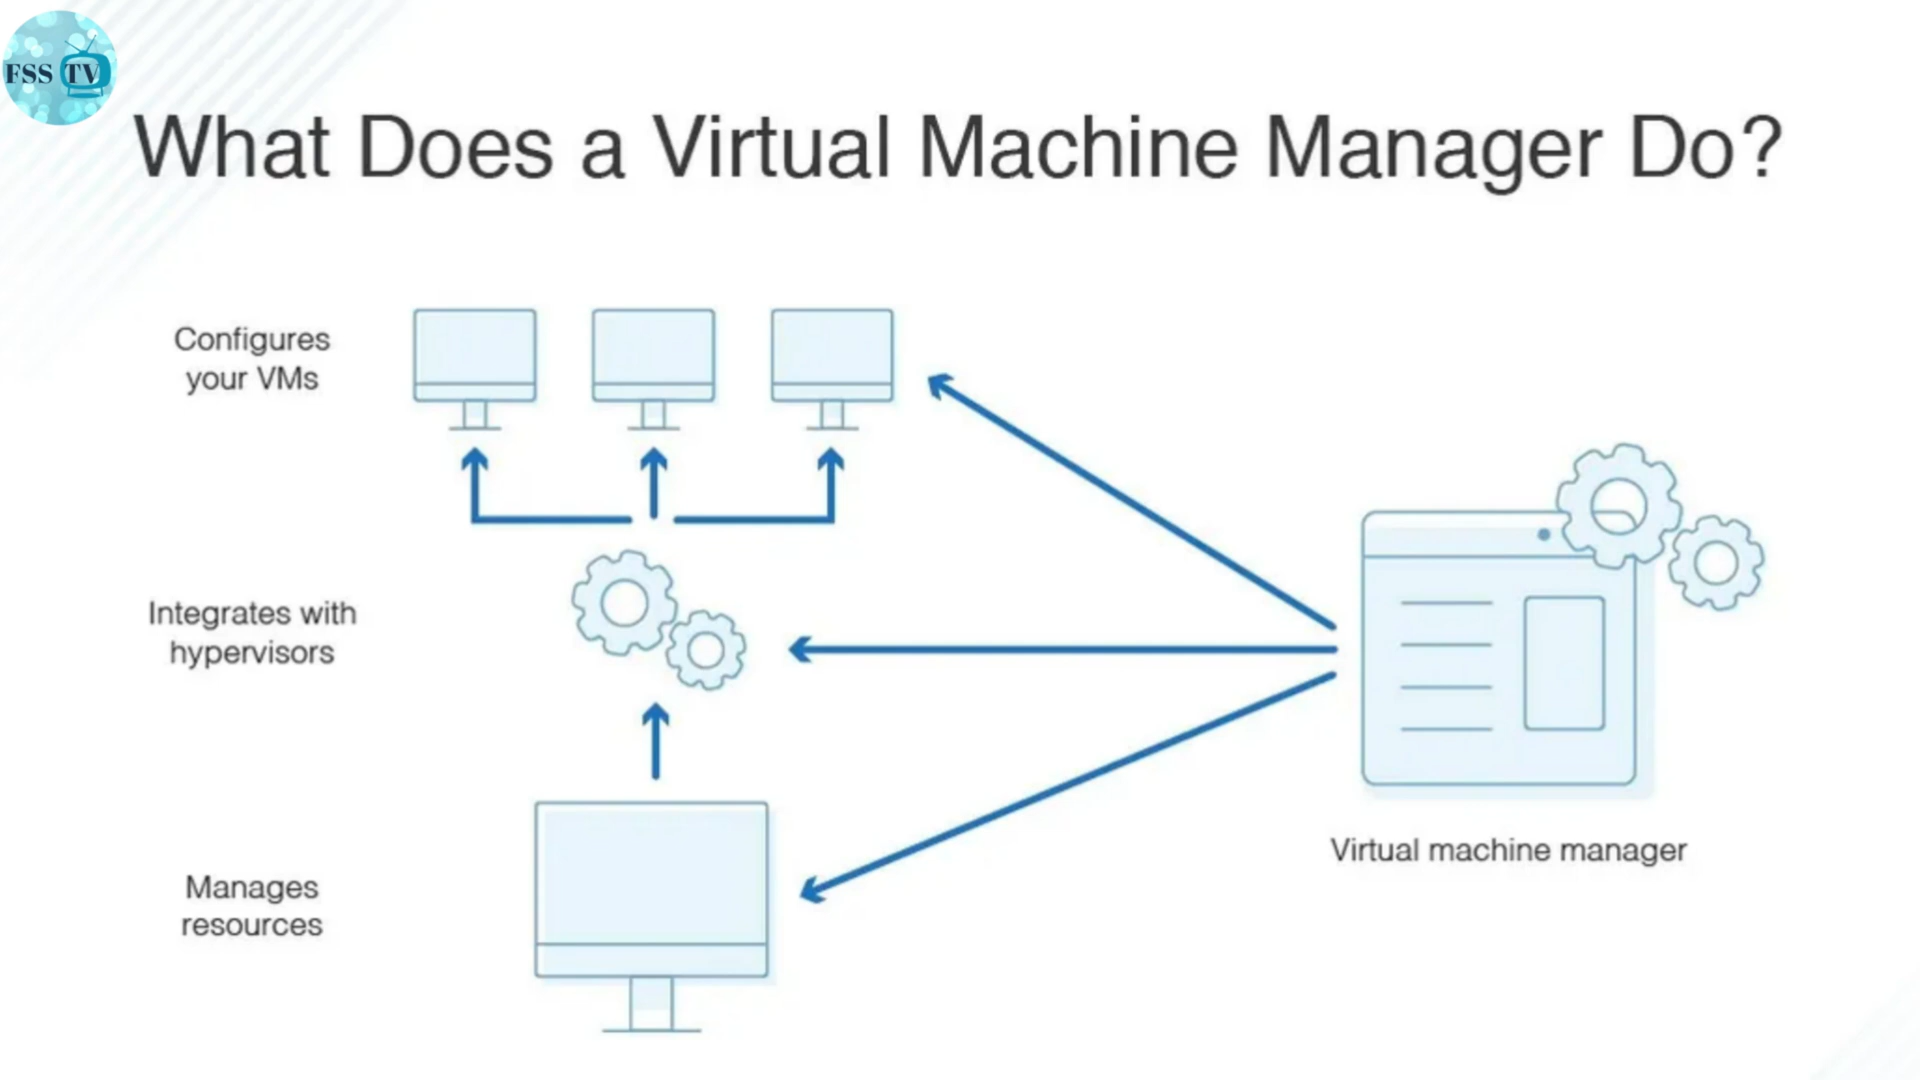 FSS TV
What Does a Virtual Machine Manager Do?
Configures
your VMs
Integrates with
hypervisors
Manages
resources
Virtual machine manager